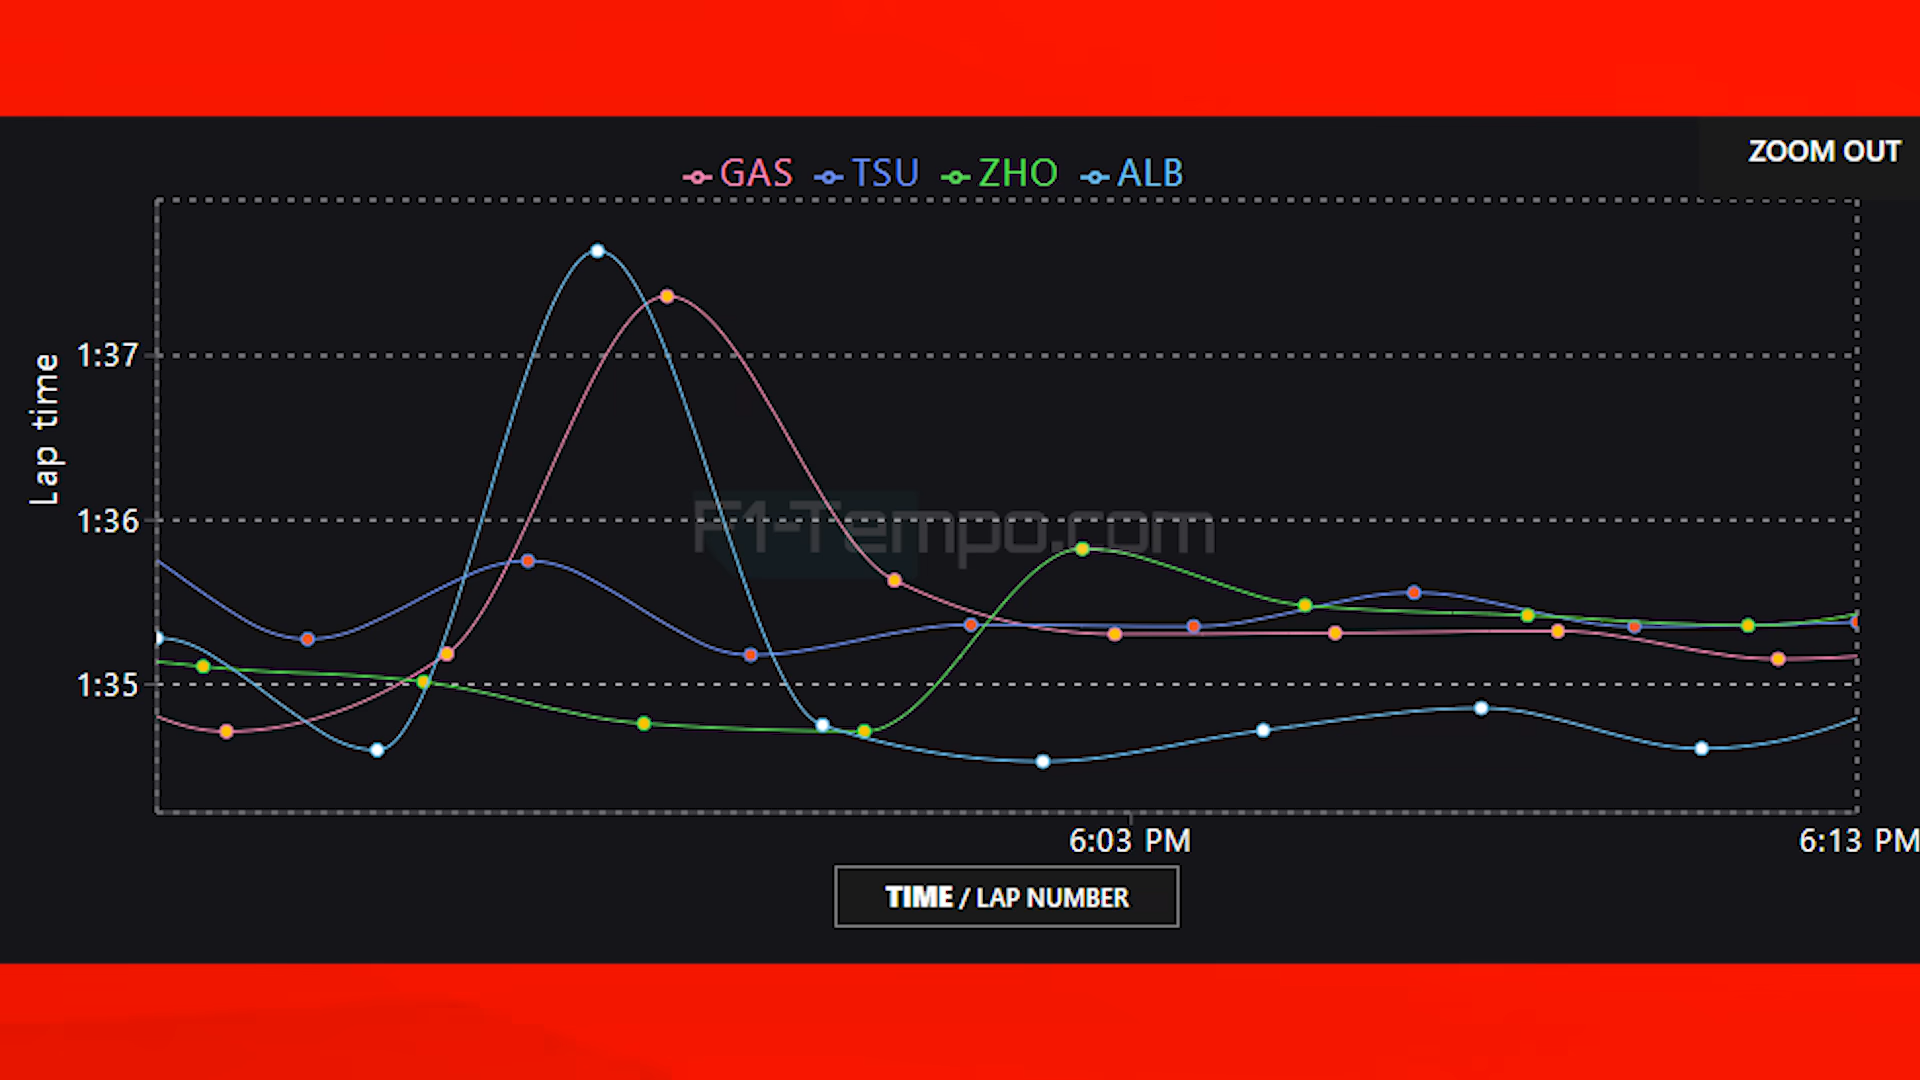 ZOOM OUT
GAS TSU ZHO ALB
Lap time
1:37
1:36
1:35
F1-Tempo.com
6:03 PM
6:13 PM
TIME / LAP NUMBER